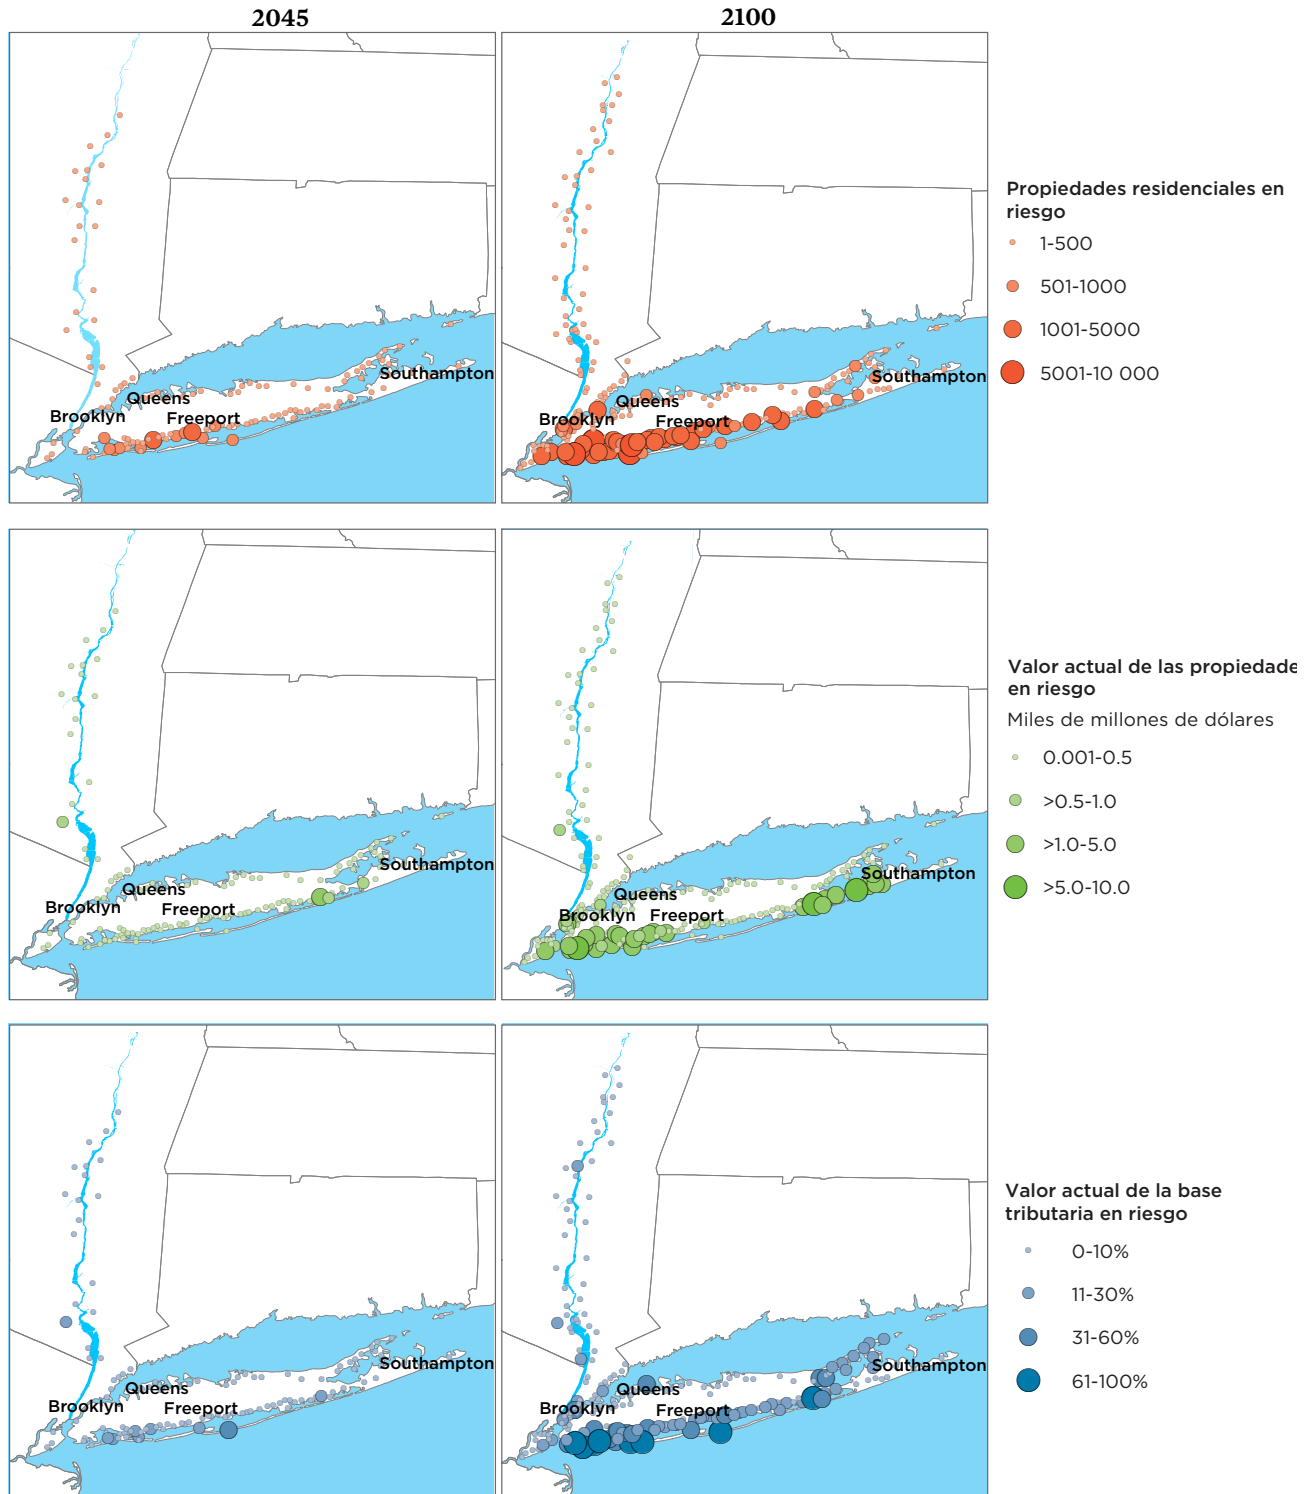 2045
2100
Brooklyn
Queens
Freeport
Southampton
Brooklyn
Queens
Freeport
Southampton
Propiedades residenciales en
riesgo
1-500
501-1000
1001-5000
5001-10 000
Brooklyn
Queens
Freeport
Southampton
Brooklyn
Queens
Freeport
Southampton
Valor actual de las propiedade
en riesgo
Miles de millones de dólares
0.001-0.5
>0.5-1.0
>1.0-5.0
>5.0-10.0
Brooklyn
Queens
Freeport
Southampton
Brooklyn
Queens
Freeport
Southampton
Valor actual de la base
tributaria en riesgo
0-10%
11-30%
31-60%
61-100%